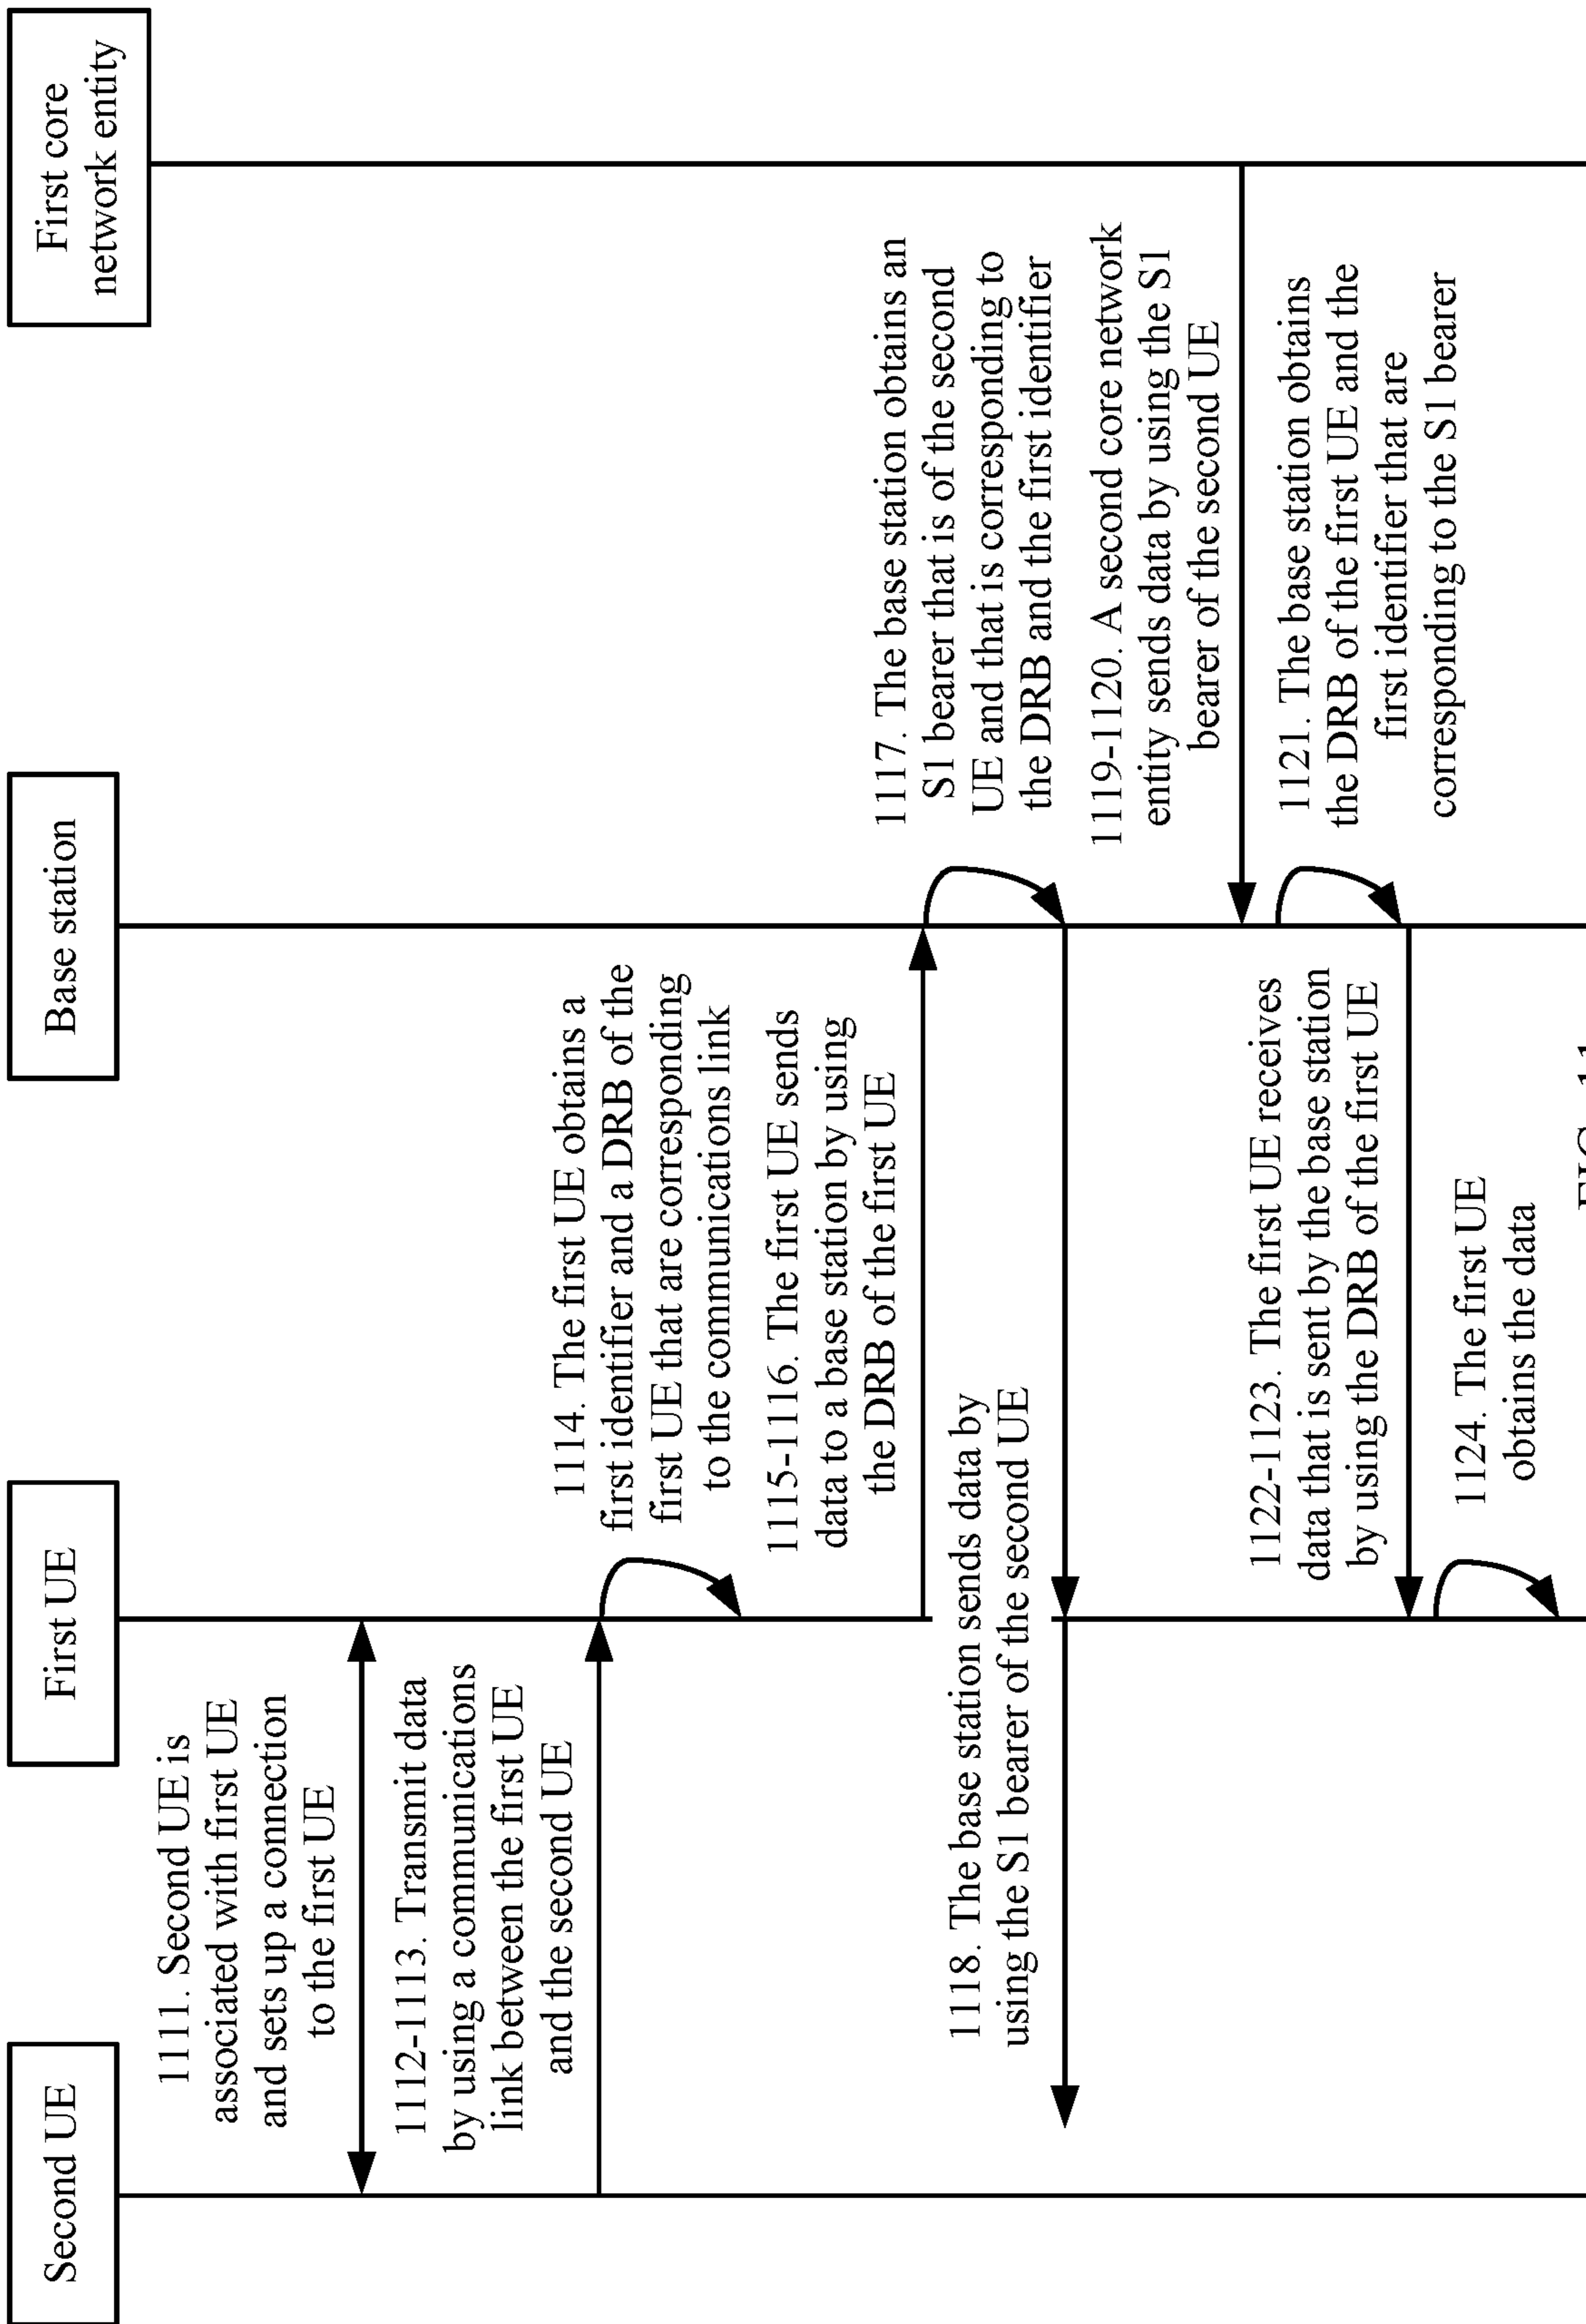 Second UE
First UE
Base station
First core
network entity
1111. Second UE is
associated with first UE
and sets up a connection
to the first UE
1112-1113. Transmit data
by using a communications
link between the first UE
and the second UE
1114. The first UE obtains a
first identifier and a DRB of the
first UE that are corresponding
to the communications link
1115-1116. The first UE sends
data to a base station by using
the DRB of the first UE
1117. The base station obtains an
S1 bearer that is of the second
UE and that is corresponding to
the DRB and the first identifier
1118. The base station sends data by
using the S1 bearer of the second UE
1119-1120. A second core network
entity sends data by using the S1
bearer of the second UE
1121. The base station obtains
the DRB of the first UE and the
first identifier that are
corresponding to the S1 bearer
1122-1123. The first UE receives
data that is sent by the base station
by using the DRB of the first UE
1124. The first UE
obtains the data